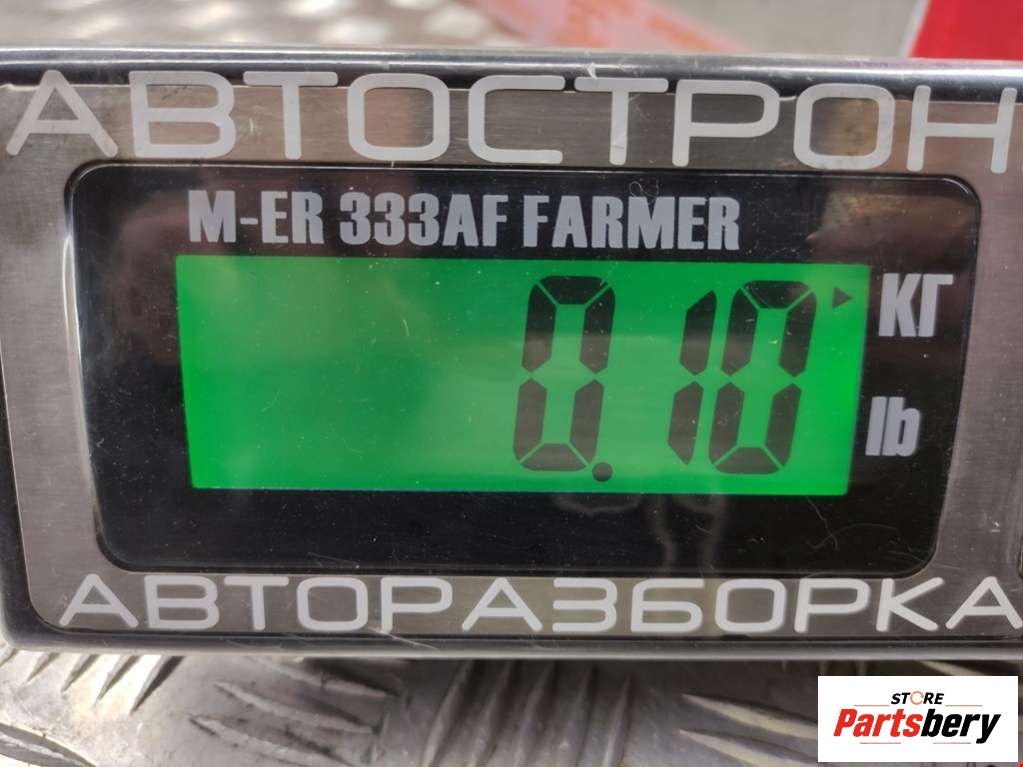 АВТОСТРОН
M-ER 333AF FARMER
0.10 КГ
lb
АВТОРАЗБОРКА
STORE
Partsbery